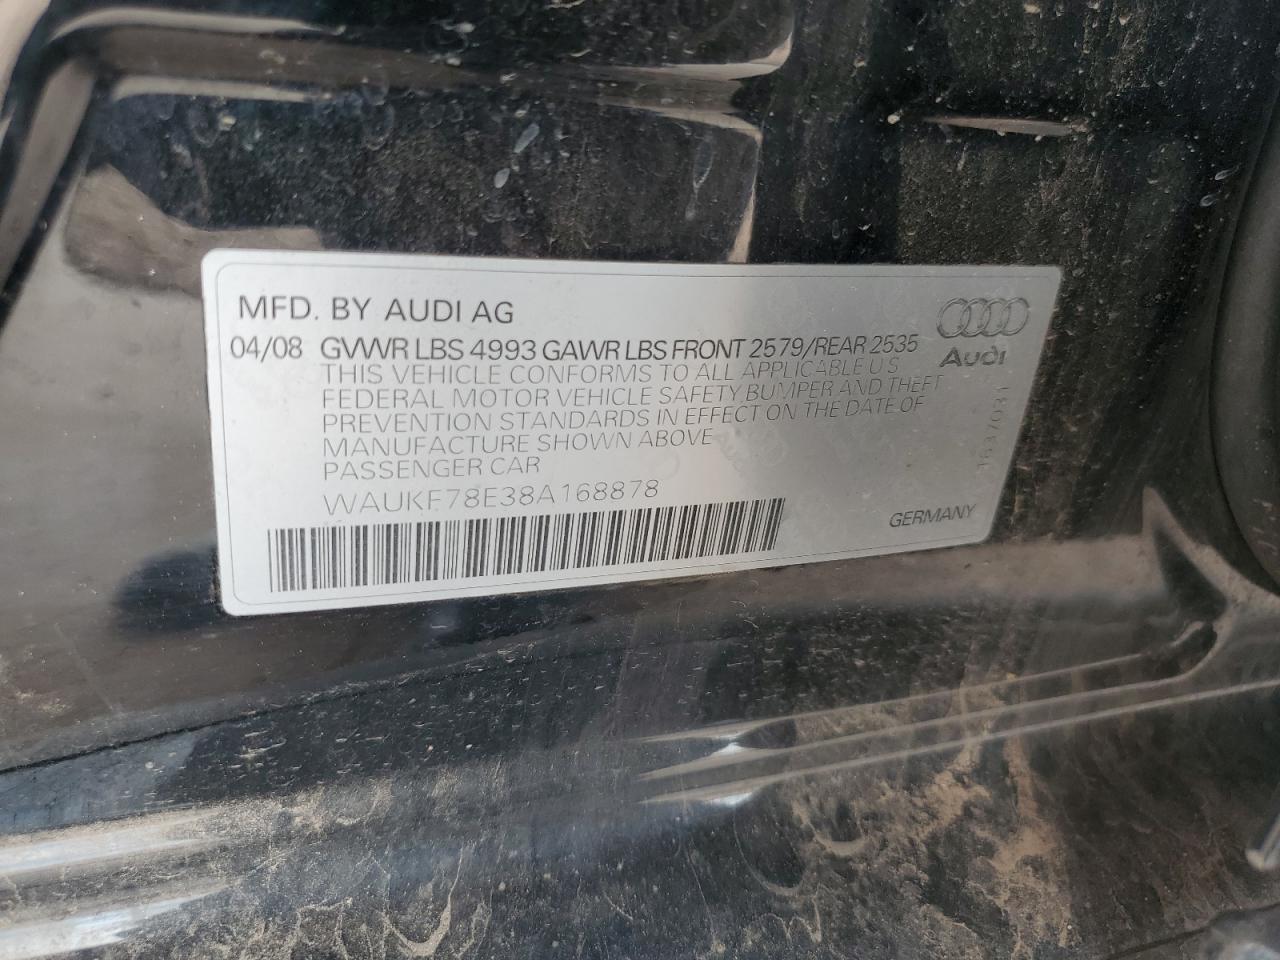 MFD. BY AUDI AG
04/08 GVWR LBS 4993 GAWR LBS FRONT 2579/REAR 2535
Audi
THIS VEHICLE CONFORMS TO ALL APPLICABLE U S
FEDERAL MOTOR VEHICLE SAFETY, BUMPER AND THEFT
PREVENTION STANDARDS IN EFFECT ON THE DATE OF
MANUFACTURE SHOWN ABOVE
PASSENGER CAR
WAUKF78E38A168878
GERMANY